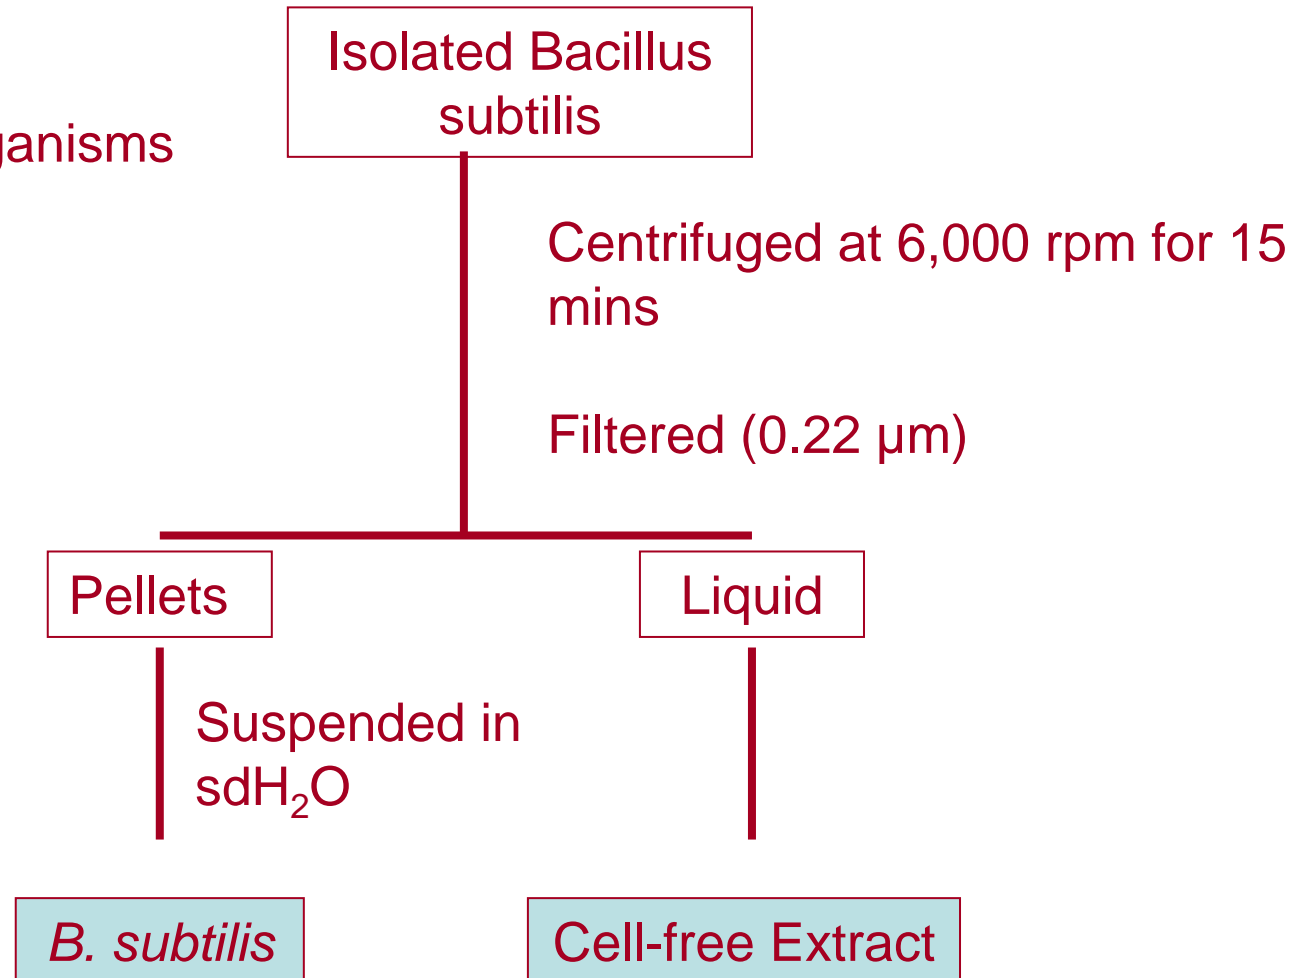 Isolated Bacillus
subtilis
ganisms
Centrifuged at 6,000 rpm for 15
mins
Filtered (0.22 µm)
Pellets
Liquid
Suspended in
sdH₂O
B. subtilis
Cell-free Extract